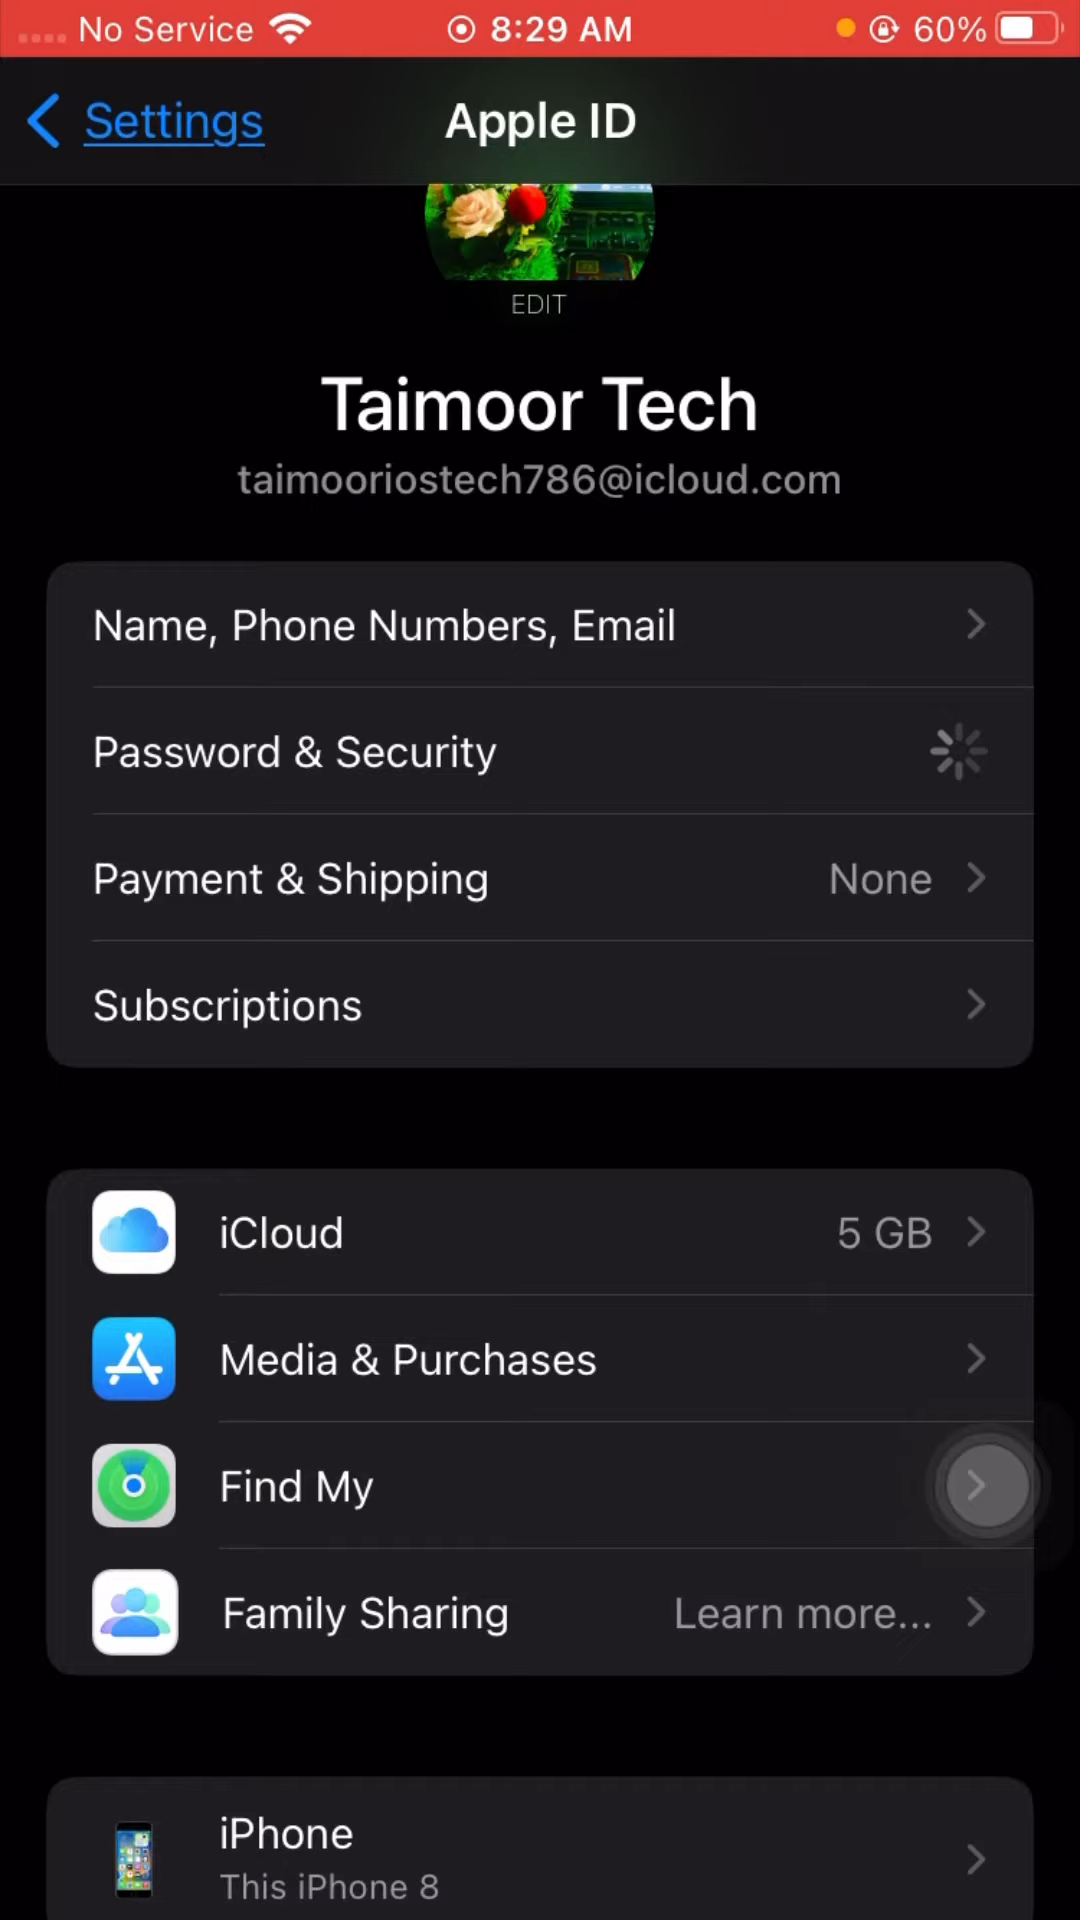 No Service 8:29 AM 60%
Settings Apple ID
EDIT
Taimoor Tech
taimooriostech786@icloud.com
Name, Phone Numbers, Email
Password & Security
Payment & Shipping None
Subscriptions
iCloud 5 GB
Media & Purchases
Find My
Family Sharing Learn more...
iPhone
This iPhone 8